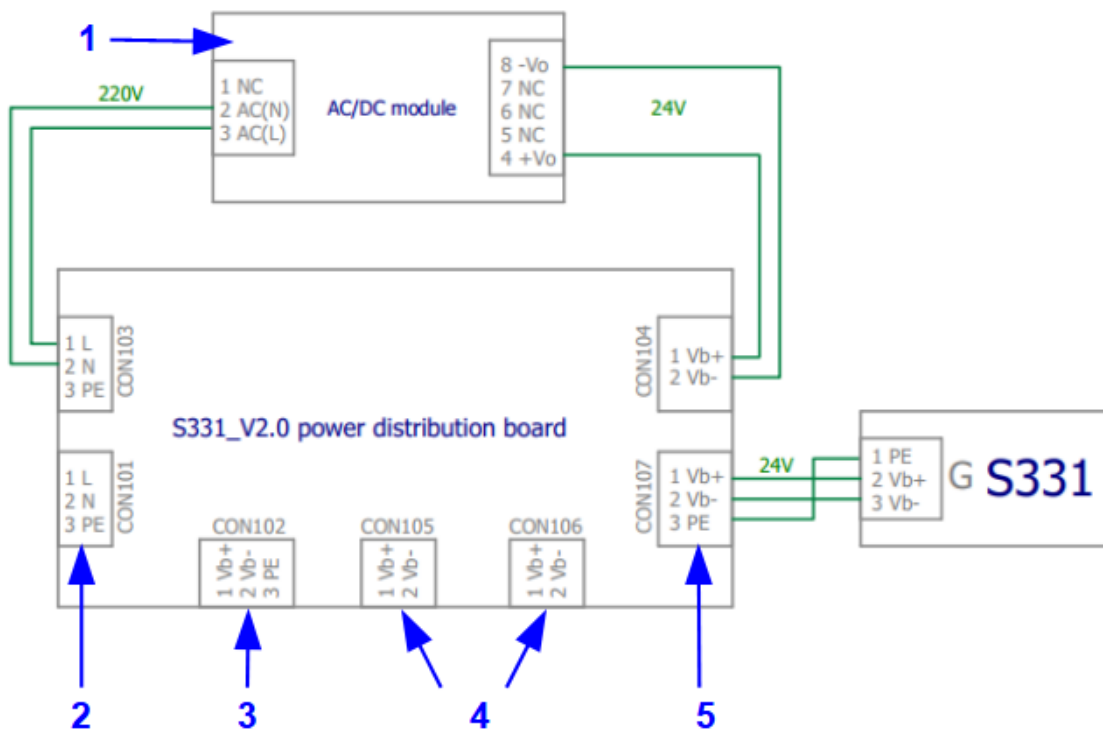 1
1 NC
2 AC(N)
3 AC(L)
AC/DC module
8 -Vo
7 NC
6 NC
5 NC
4 +Vo
220V
24V
1 L
2 N
3 PE
CON103
CON104
1 Vb+
2 Vb-
S331_V2.0 power distribution board
1 L
2 N
3 PE
CON101
CON102
1 Vb+
2 Vb-
3 PE
CON105
1 Vb+
2 Vb-
CON106
1 Vb+
2 Vb-
CON107
1 Vb+
2 Vb-
3 PE
24V
1 PE
2 Vb+
3 Vb-
G S331
2
3
4
5